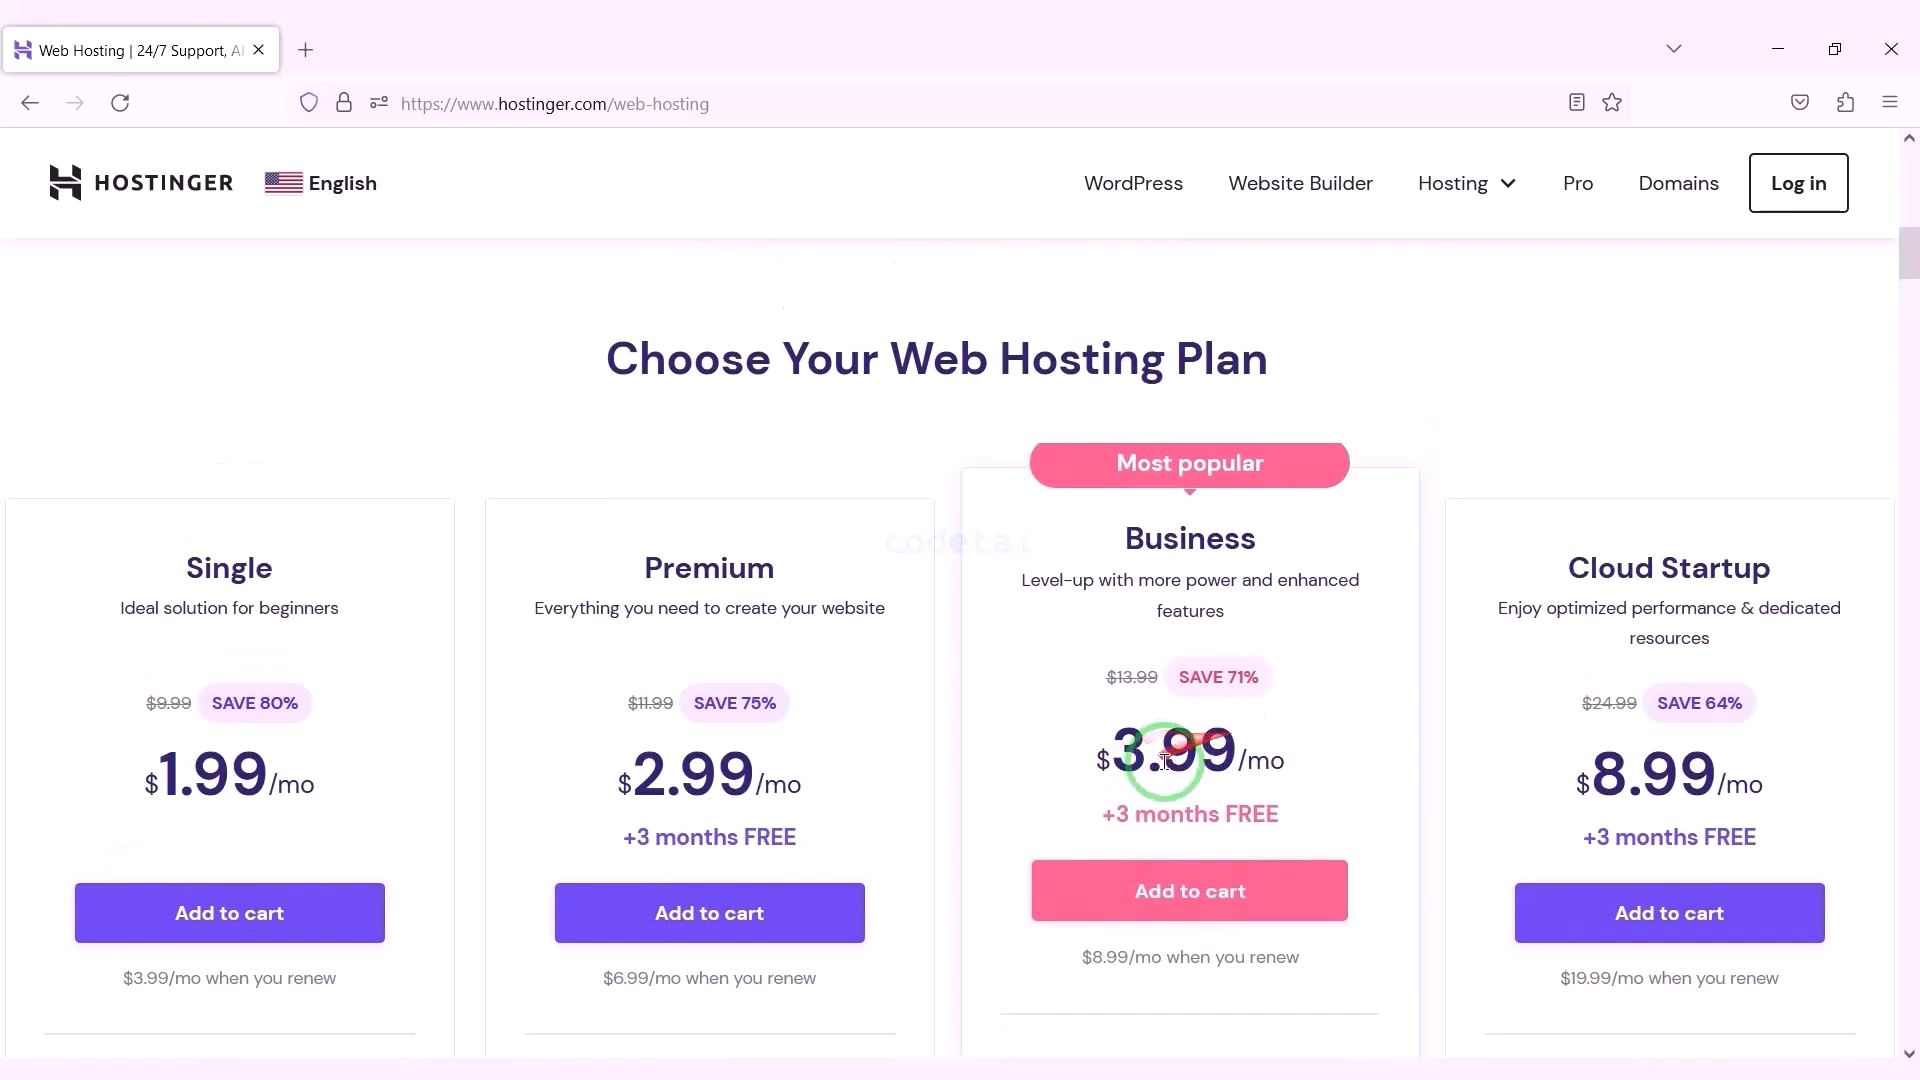 Web Hosting | 24/7 Support, AI
https://www.hostinger.com/web-hosting
HOSTINGER
English
WordPress
Website Builder
Hosting
Pro
Domains
Log in
Choose Your Web Hosting Plan
Single
Ideal solution for beginners
$9.99 SAVE 80%
$1.99/mo
Add to cart
$3.99/mo when you renew
Premium
Everything you need to create your website
$11.99 SAVE 75%
$2.99/mo
+3 months FREE
Add to cart
$6.99/mo when you renew
codetai
Most popular
Business
Level-up with more power and enhanced
features
$13.99 SAVE 71%
$3.99/mo
+3 months FREE
Add to cart
$8.99/mo when you renew
Cloud Startup
Enjoy optimized performance & dedicated
resources
$24.99 SAVE 64%
$8.99/mo
+3 months FREE
Add to cart
$19.99/mo when you renew